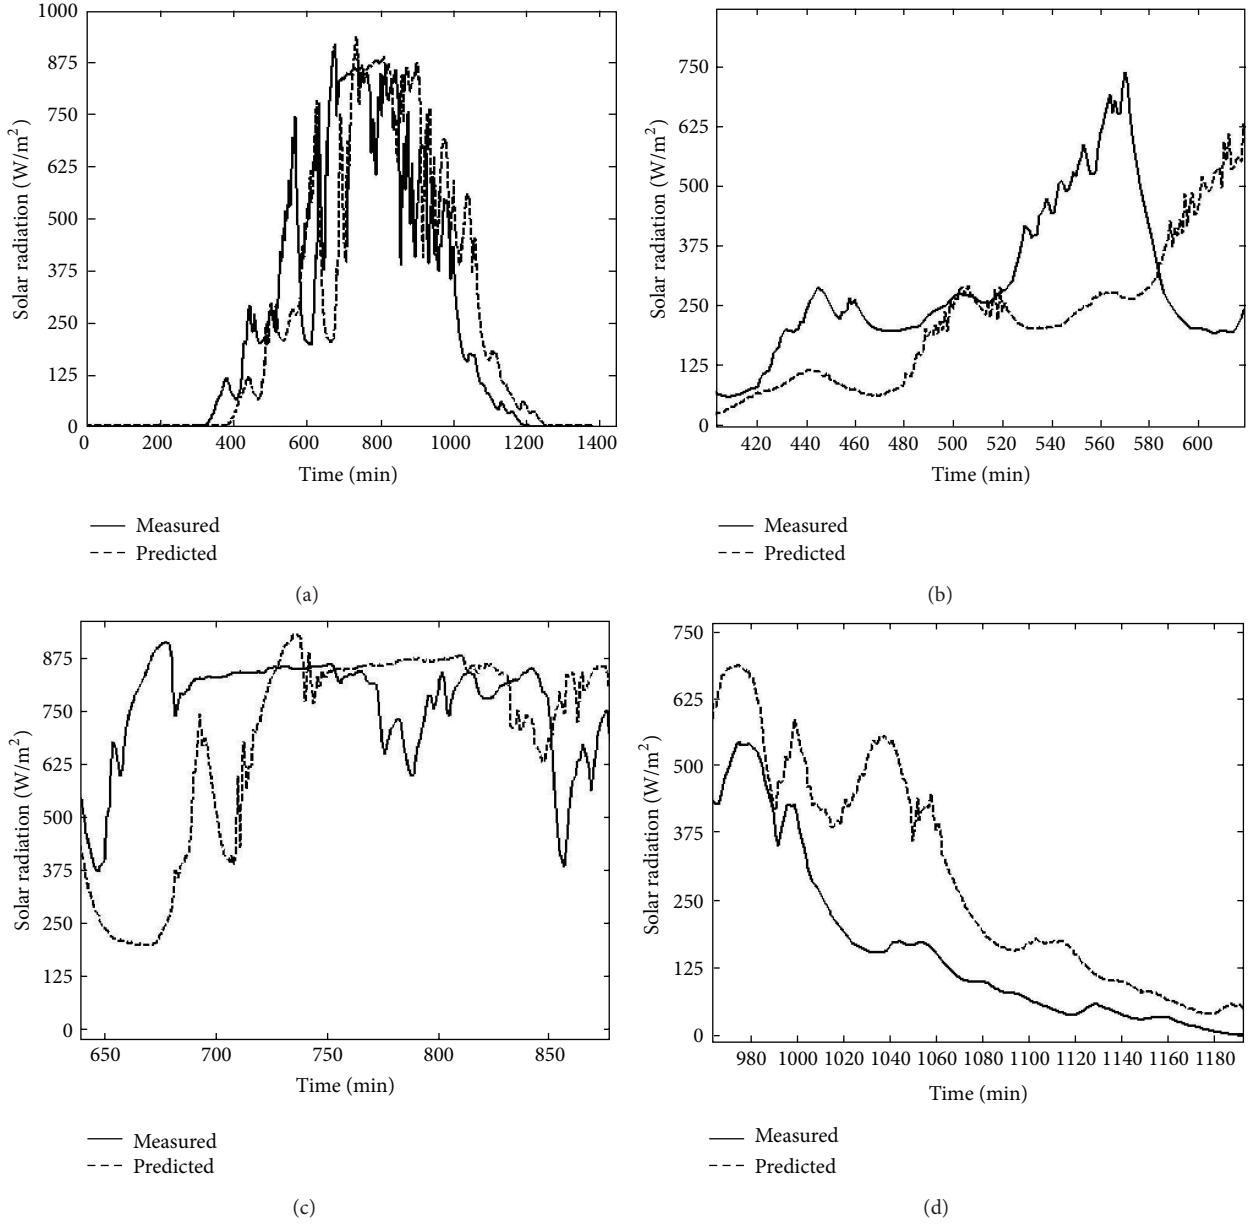 1000
875
750
625
500
375
250
125
0
Solar radiation (W/m²)
0 200 400 600 800 1000 1200 1400
Time (min)
Measured
Predicted
(a)
750
625
500
375
250
125
0
Solar radiation (W/m²)
420 440 460 480 500 520 540 560 580 600
Time (min)
Measured
Predicted
(b)
875
750
625
500
375
250
125
0
Solar radiation (W/m²)
650 700 750 800 850
Time (min)
Measured
Predicted
(c)
750
625
500
375
250
125
0
Solar radiation (W/m²)
980 1000 1020 1040 1060 1080 1100 1120 1140 1160 1180
Time (min)
Measured
Predicted
(d)